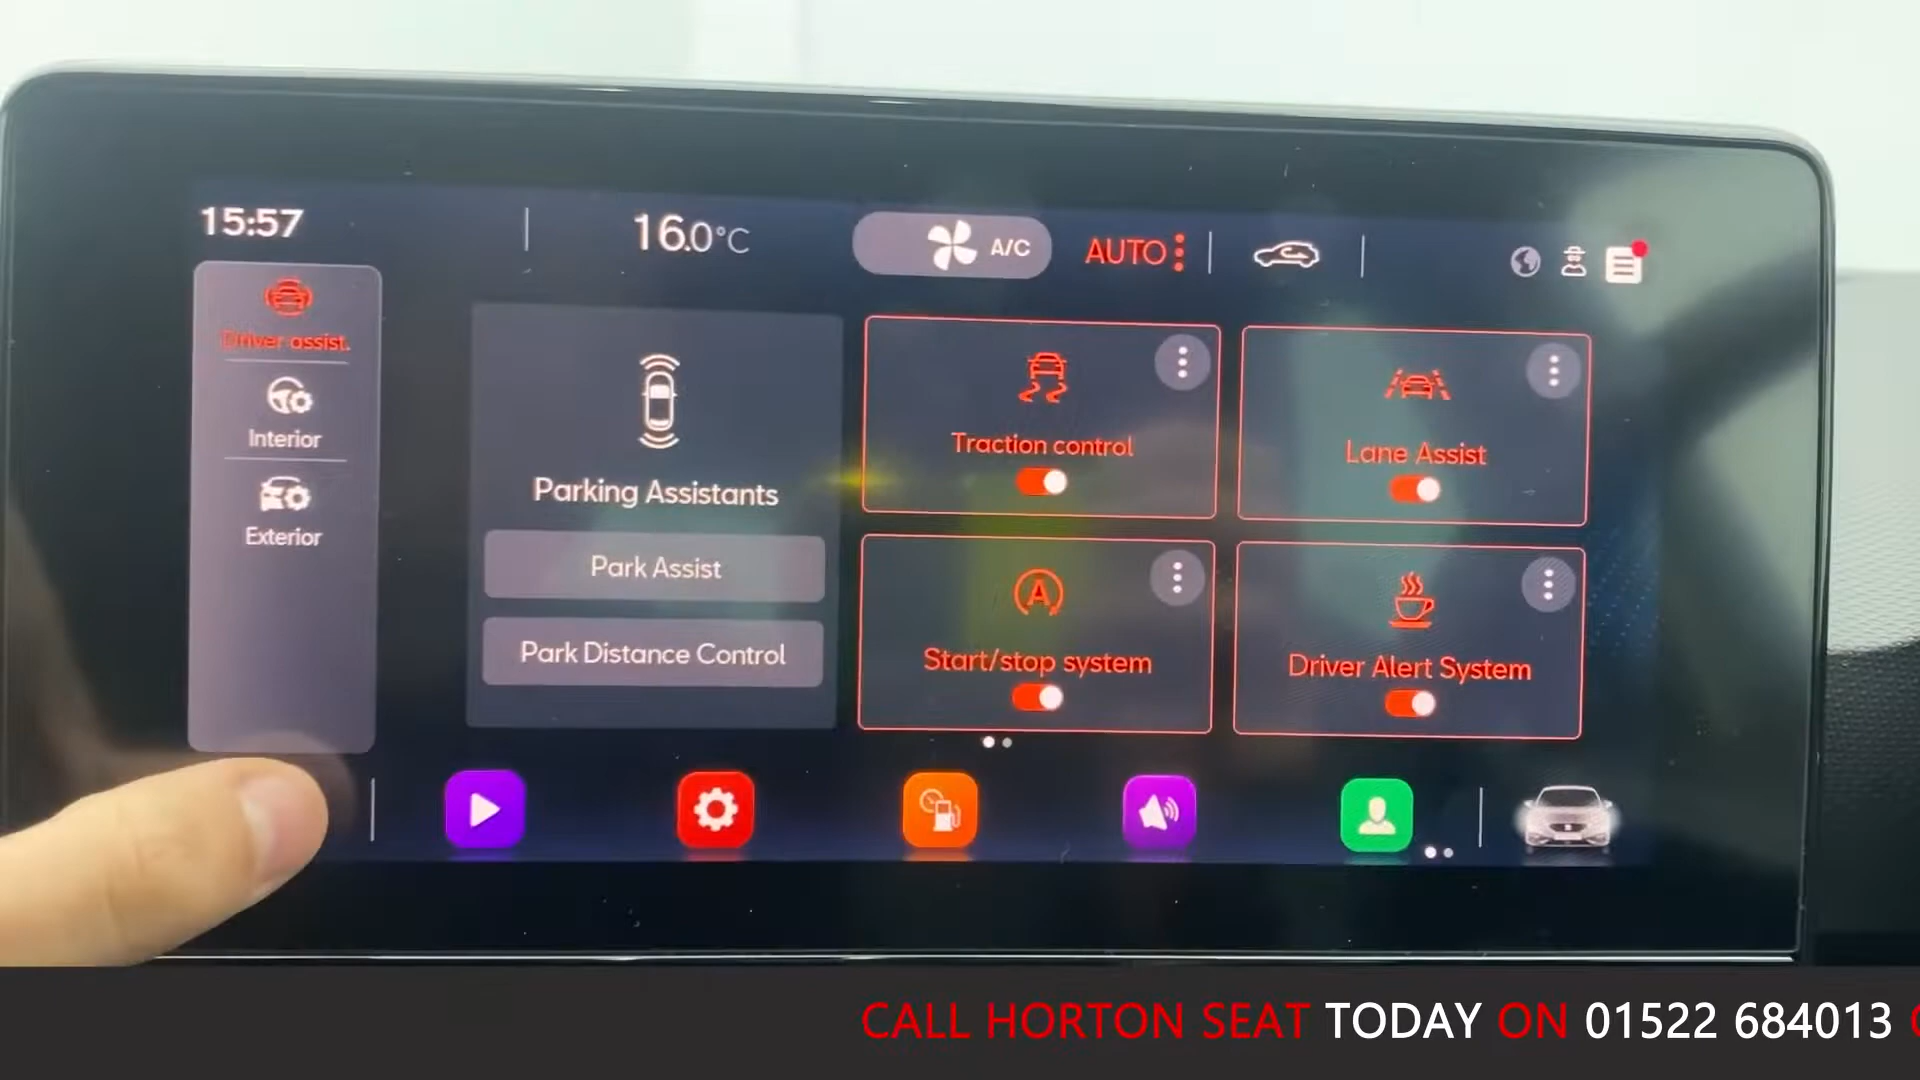 15:57
16.0°C
A/C
AUTO
Driver assist.
Interior
Exterior
Parking Assistants
Park Assist
Park Distance Control
Traction control
Lane Assist
A
Start/stop system
Driver Alert System
CALL HORTON SEAT TODAY ON 01522 684013